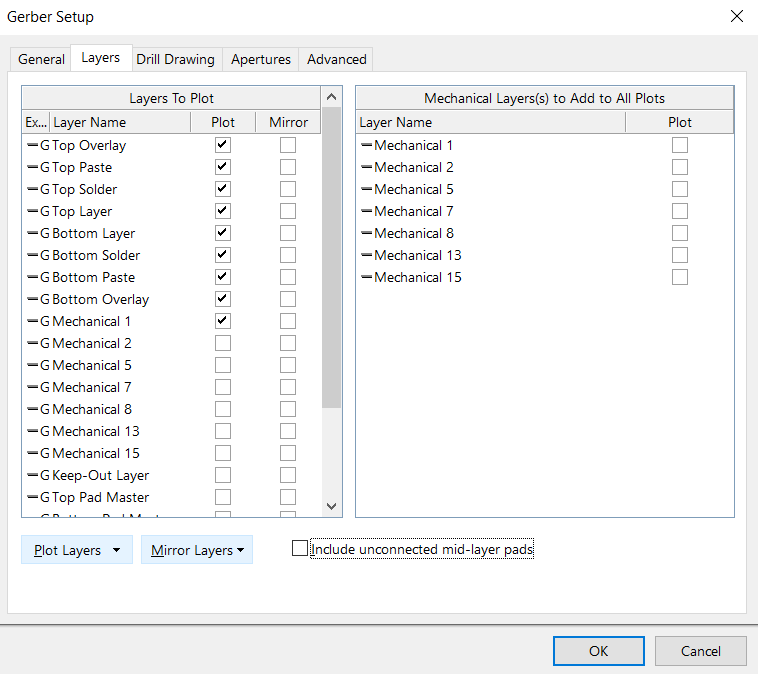 Gerber Setup
General Layers Drill Drawing Apertures Advanced
Layers To Plot
Ex... Layer Name Plot Mirror
G Top Overlay
G Top Paste
G Top Solder
G Top Layer
G Bottom Layer
G Bottom Solder
G Bottom Paste
G Bottom Overlay
G Mechanical 1
G Mechanical 2
G Mechanical 5
G Mechanical 7
G Mechanical 8
G Mechanical 13
G Mechanical 15
G Keep-Out Layer
G Top Pad Master
Mechanical Layers(s) to Add to All Plots
Layer Name Plot
Mechanical 1
Mechanical 2
Mechanical 5
Mechanical 7
Mechanical 8
Mechanical 13
Mechanical 15
Plot Layers Mirror Layers Include unconnected mid-layer pads
OK Cancel